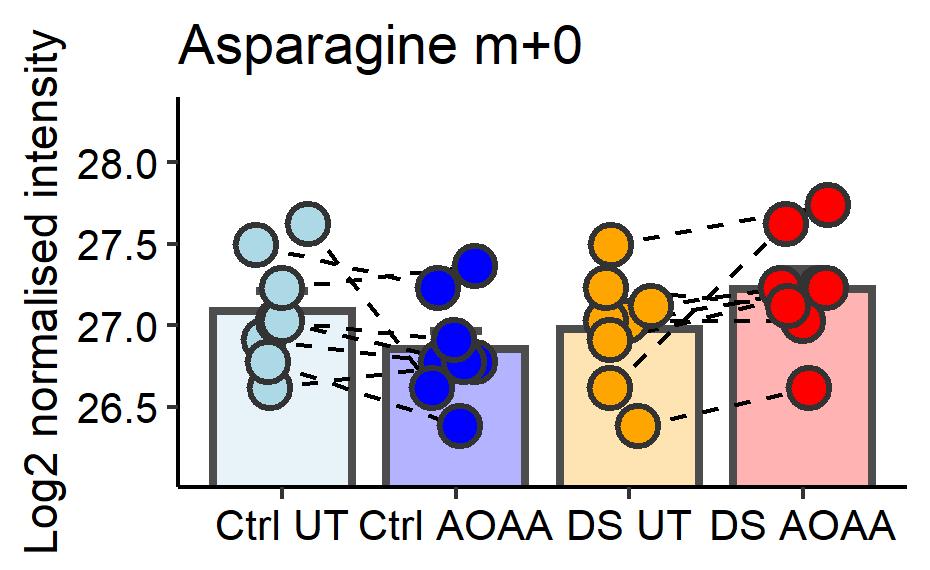 Asparagine m+0
Log2 normalised intensity
28.0
27.5
27.0
26.5
Ctrl UT Ctrl AOAA DS UT DS AOAA